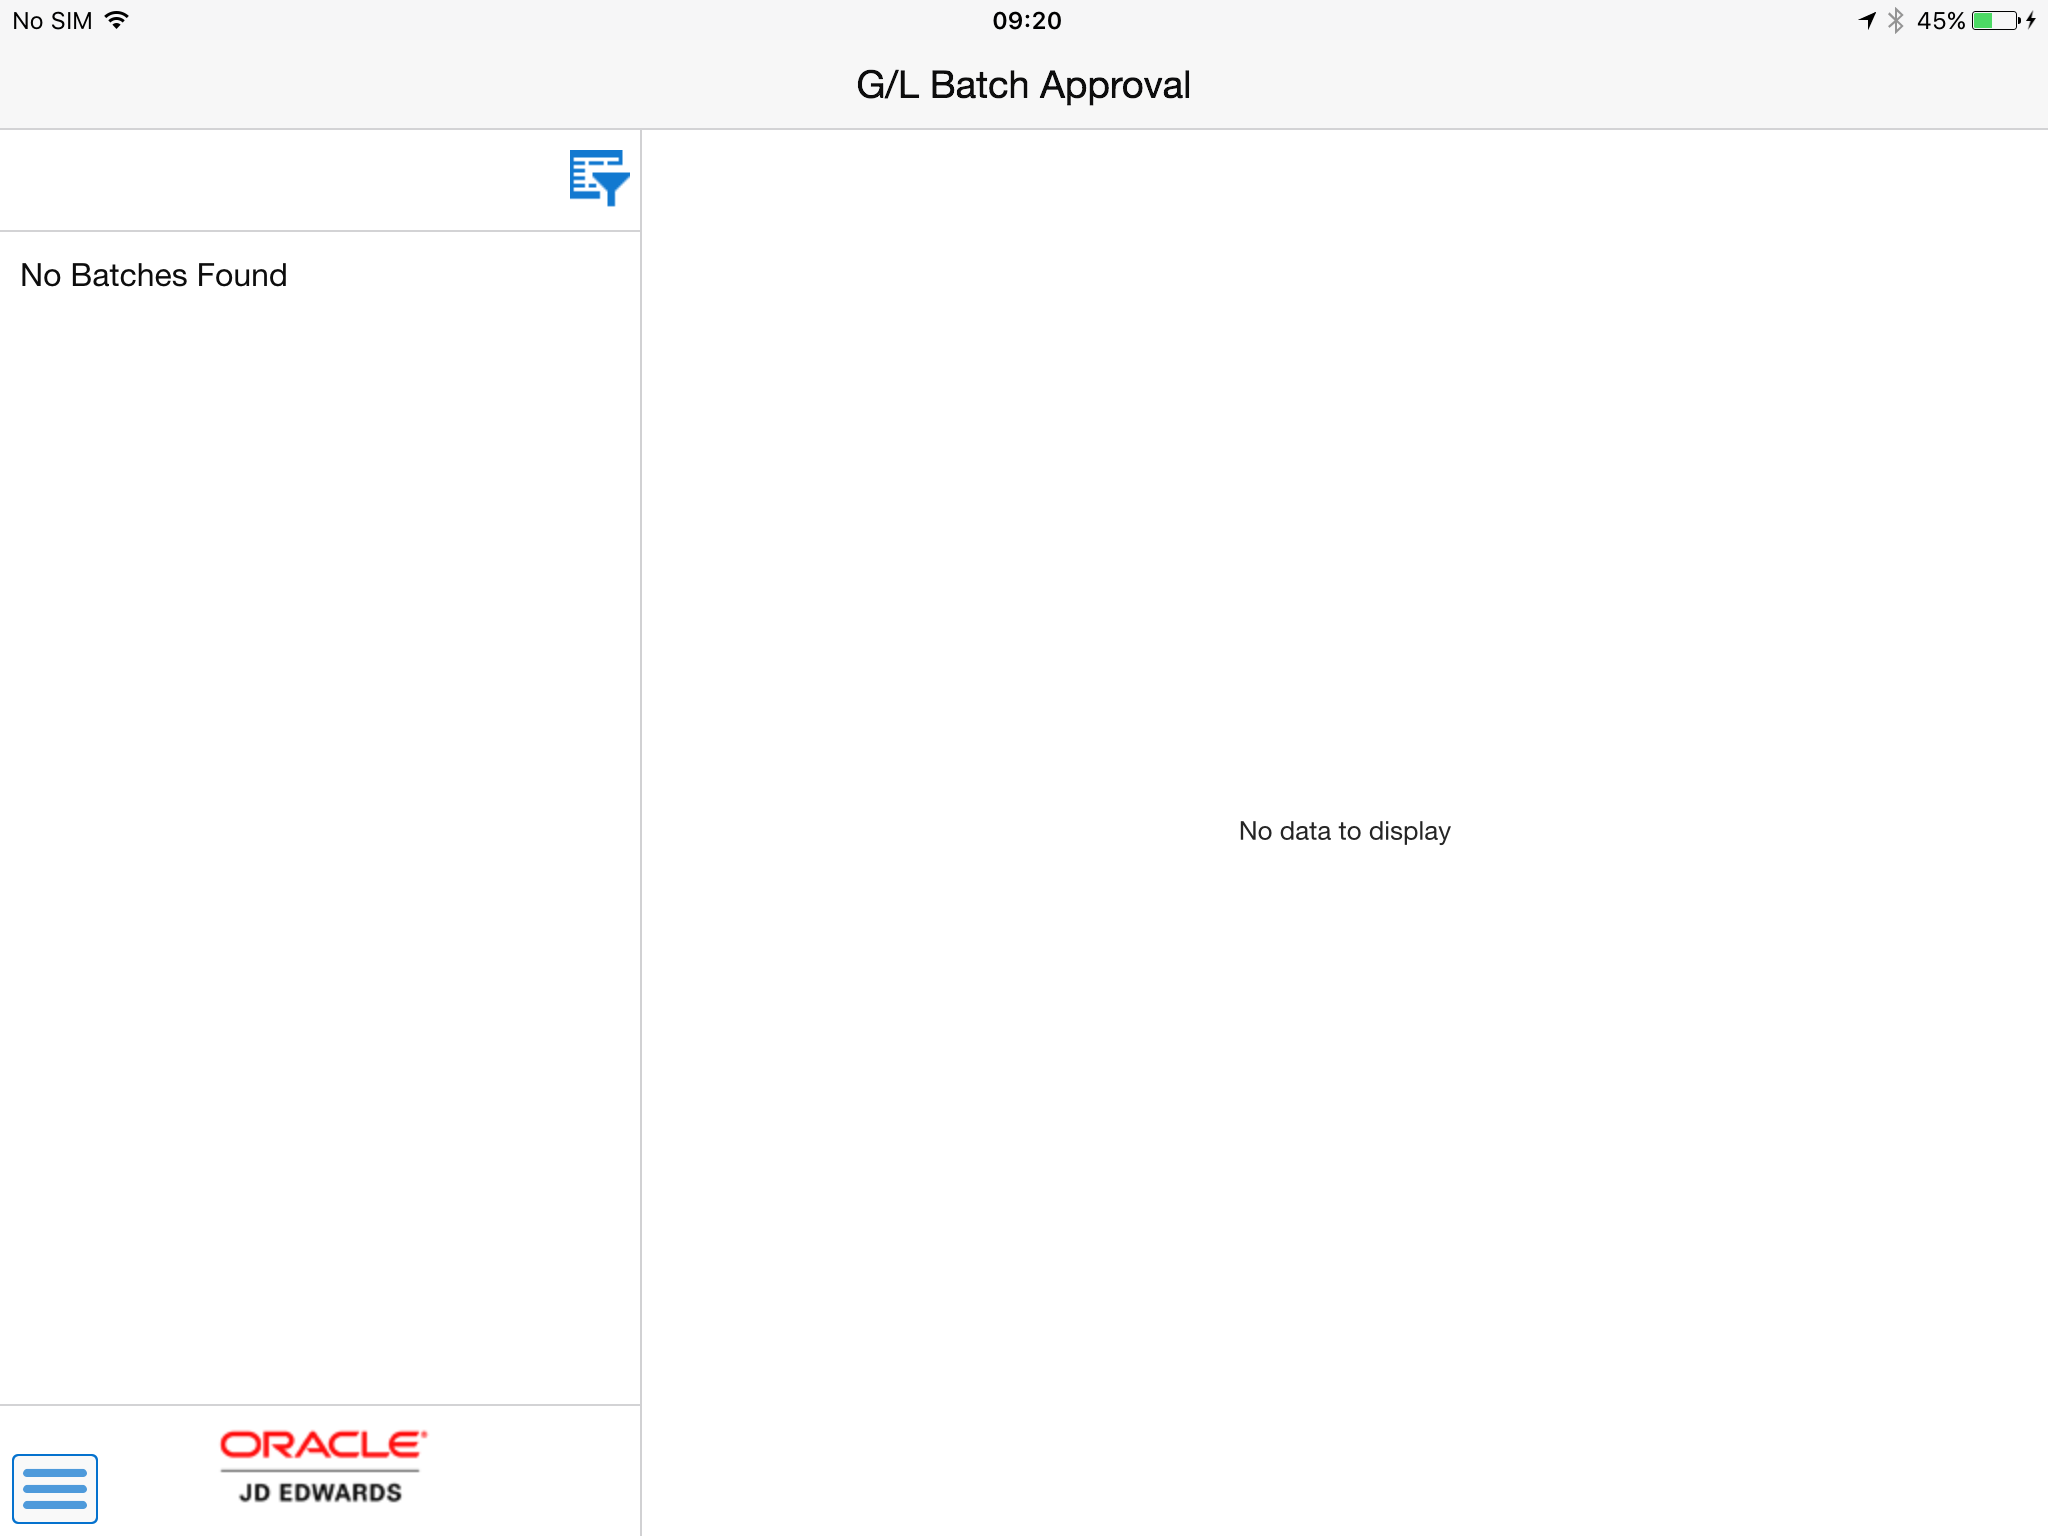 No SIM 09:20 45%
G/L Batch Approval
No Batches Found
No data to display
ORACLE®
JD EDWARDS